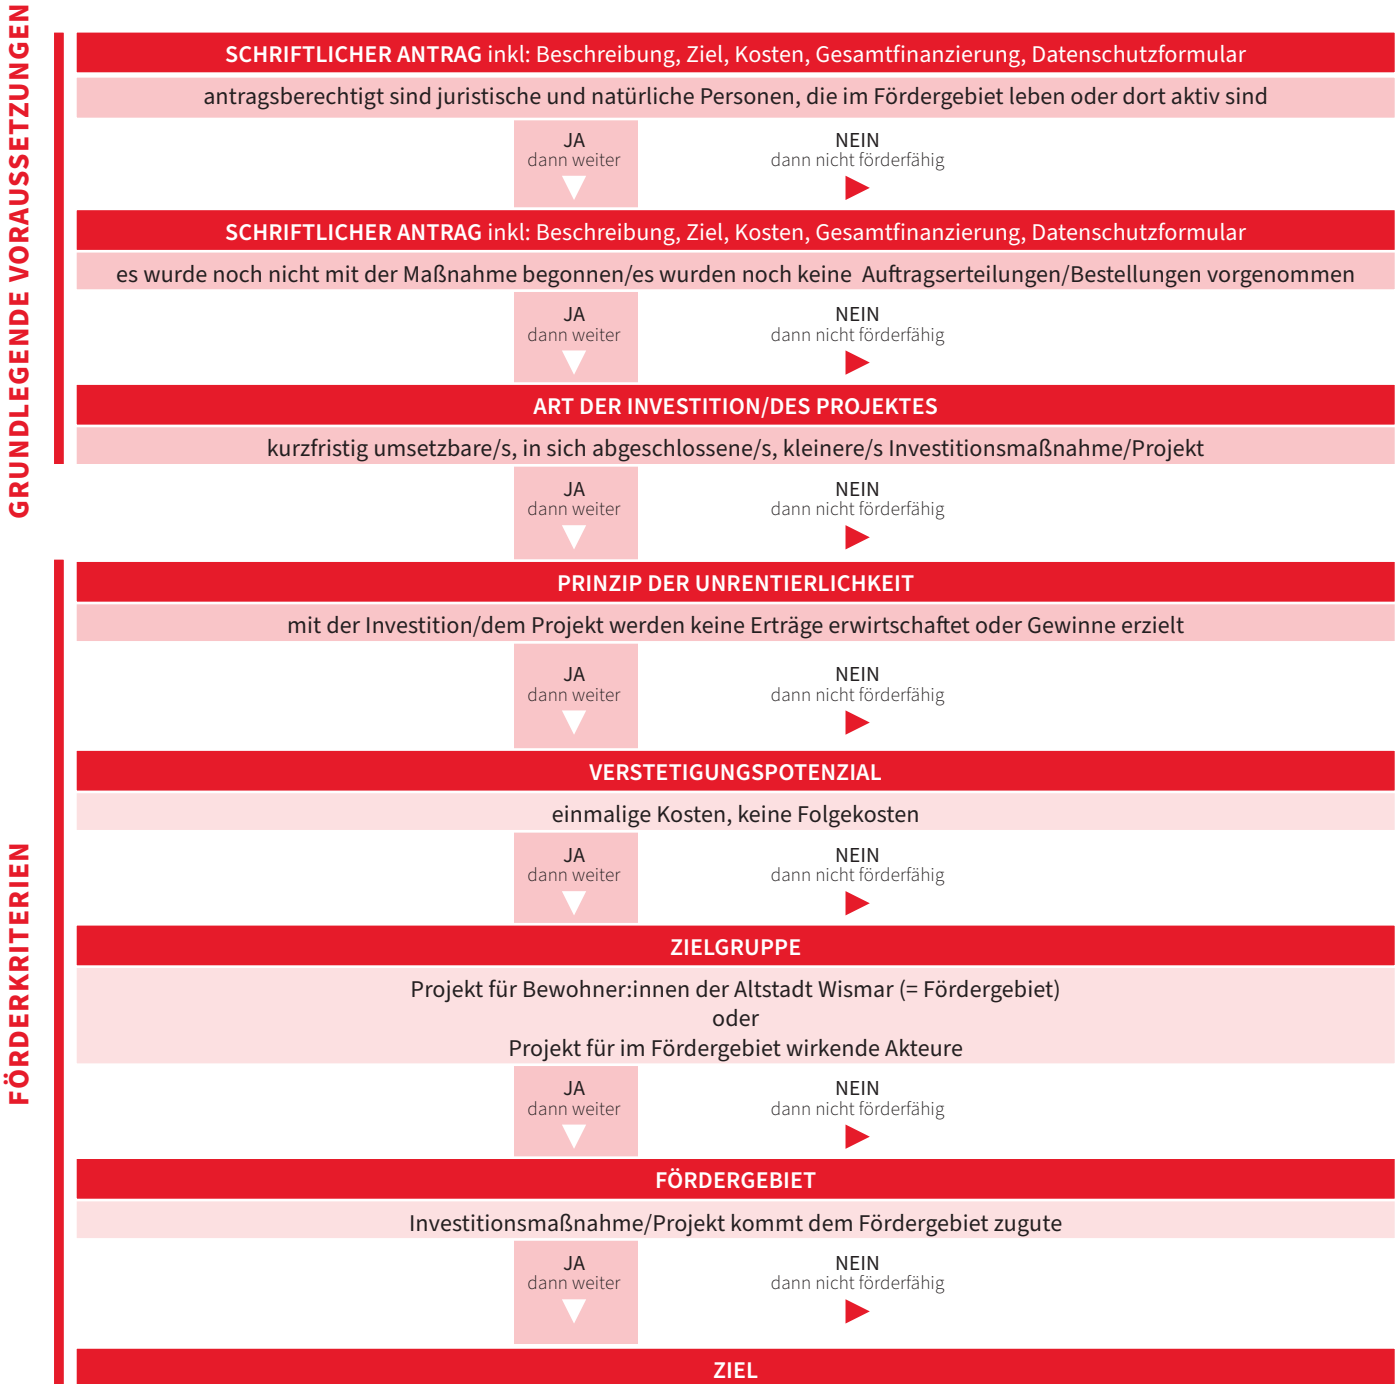 GRUNDLEGENDE VORAUSSETZUNGEN
SCHRIFTLICHER ANTRAG inkl: Beschreibung, Ziel, Kosten, Gesamtfinanzierung, Datenschutzformular
antragsberechtigt sind juristische und natürliche Personen, die im Fördergebiet leben oder dort aktiv sind
JA
dann weiter
NEIN
dann nicht förderfähig
SCHRIFTLICHER ANTRAG inkl: Beschreibung, Ziel, Kosten, Gesamtfinanzierung, Datenschutzformular
es wurde noch nicht mit der Maßnahme begonnen/es wurden noch keine Auftragserteilungen/Bestellungen vorgenommen
JA
dann weiter
NEIN
dann nicht förderfähig
ART DER INVESTITION/DES PROJEKTES
kurzfristig umsetzbare/s, in sich abgeschlossene/s, kleinere/s Investitionsmaßnahme/Projekt
JA
dann weiter
NEIN
dann nicht förderfähig
FÖRDERKRITERIEN
PRINZIP DER UNRENTIERLICHKEIT
mit der Investition/dem Projekt werden keine Erträge erwirtschaftet oder Gewinne erzielt
JA
dann weiter
NEIN
dann nicht förderfähig
VERSTETIGUNGSPOTENZIAL
einmalige Kosten, keine Folgekosten
JA
dann weiter
NEIN
dann nicht förderfähig
ZIELGRUPPE
Projekt für Bewohner:innen der Altstadt Wismar (= Fördergebiet)
oder
Projekt für im Fördergebiet wirkende Akteure
JA
dann weiter
NEIN
dann nicht förderfähig
FÖRDERGEBIET
Investitionsmaßnahme/Projekt kommt dem Fördergebiet zugute
JA
dann weiter
NEIN
dann nicht förderfähig
ZIEL